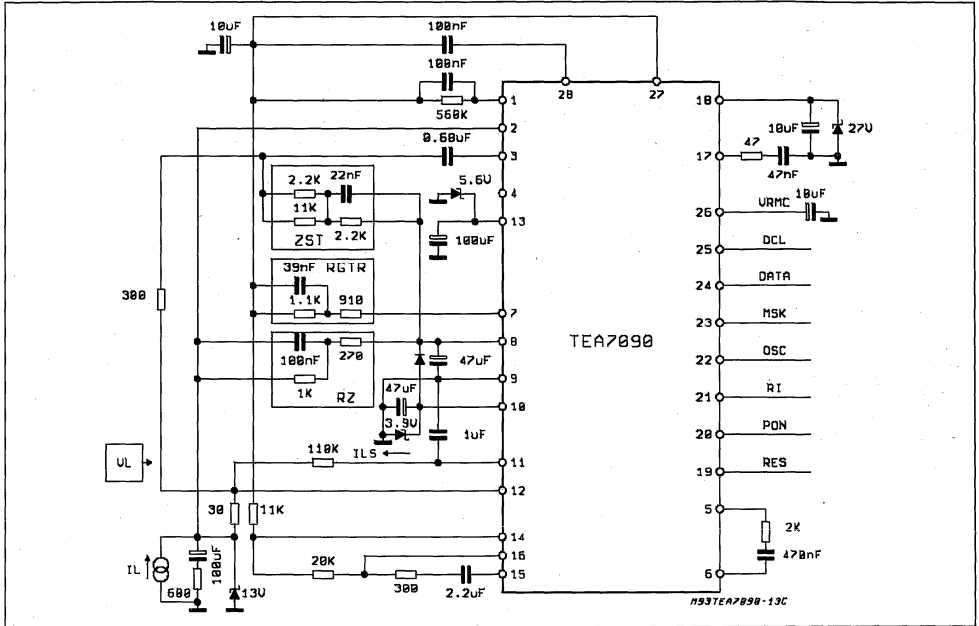 10uF
100nF
100nF
560K
28
27
1
2
0.68uF
3
18
10uF
27V
47
17
47nF
2.2K
22nF
11K
2.2K
ZST
5.6V
4
13
100uF
VRMC
26
10uF
DCL
25
DATA
24
39nF
RGTR
1.1K
910
300
7
TEA7090
MSK
23
100nF
270
8
47uF
1K
RZ
9
47uF
10
3.9V
1uF
OSC
22
RI
21
PON
20
RES
19
VL
110K
ILS
11
12
30
11K
5
2K
470nF
6
14
16
15
IL
600
100uF
13V
20K
300
2.2uF
M93TEA7090-13C